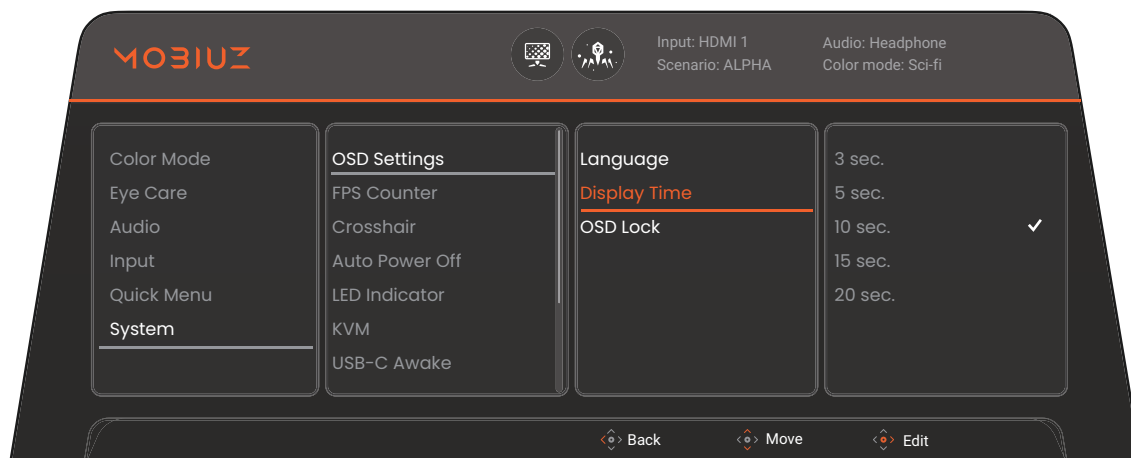 MOBIUZ
Input: HDMI 1
Audio: Headphone
Scenario: ALPHA
Color mode: Sci-fi
Color Mode
Eye Care
Audio
Input
Quick Menu
System
OSD Settings
FPS Counter
Crosshair
Auto Power Off
LED Indicator
KVM
USB-C Awake
Language
Display Time
OSD Lock
3 sec.
5 sec.
10 sec.
15 sec.
20 sec.
Back
Move
Edit